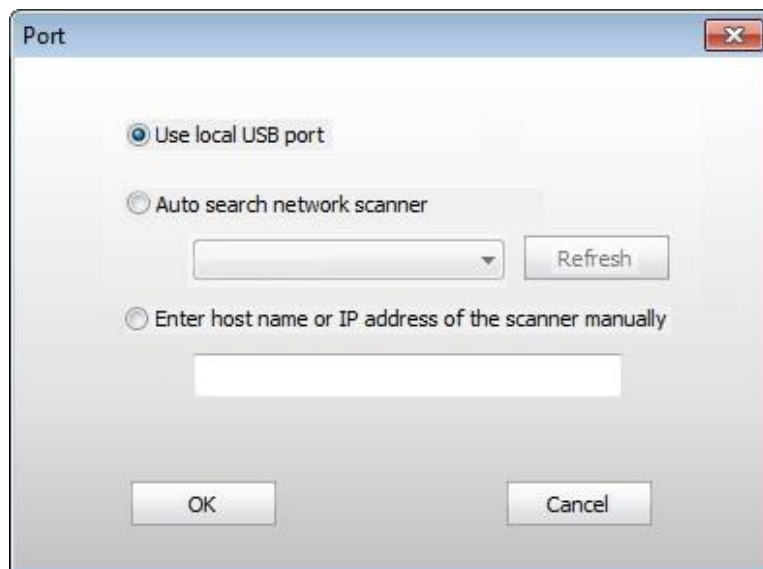 Port
Use local USB port
Auto search network scanner
Refresh
Enter host name or IP address of the scanner manually
OK
Cancel